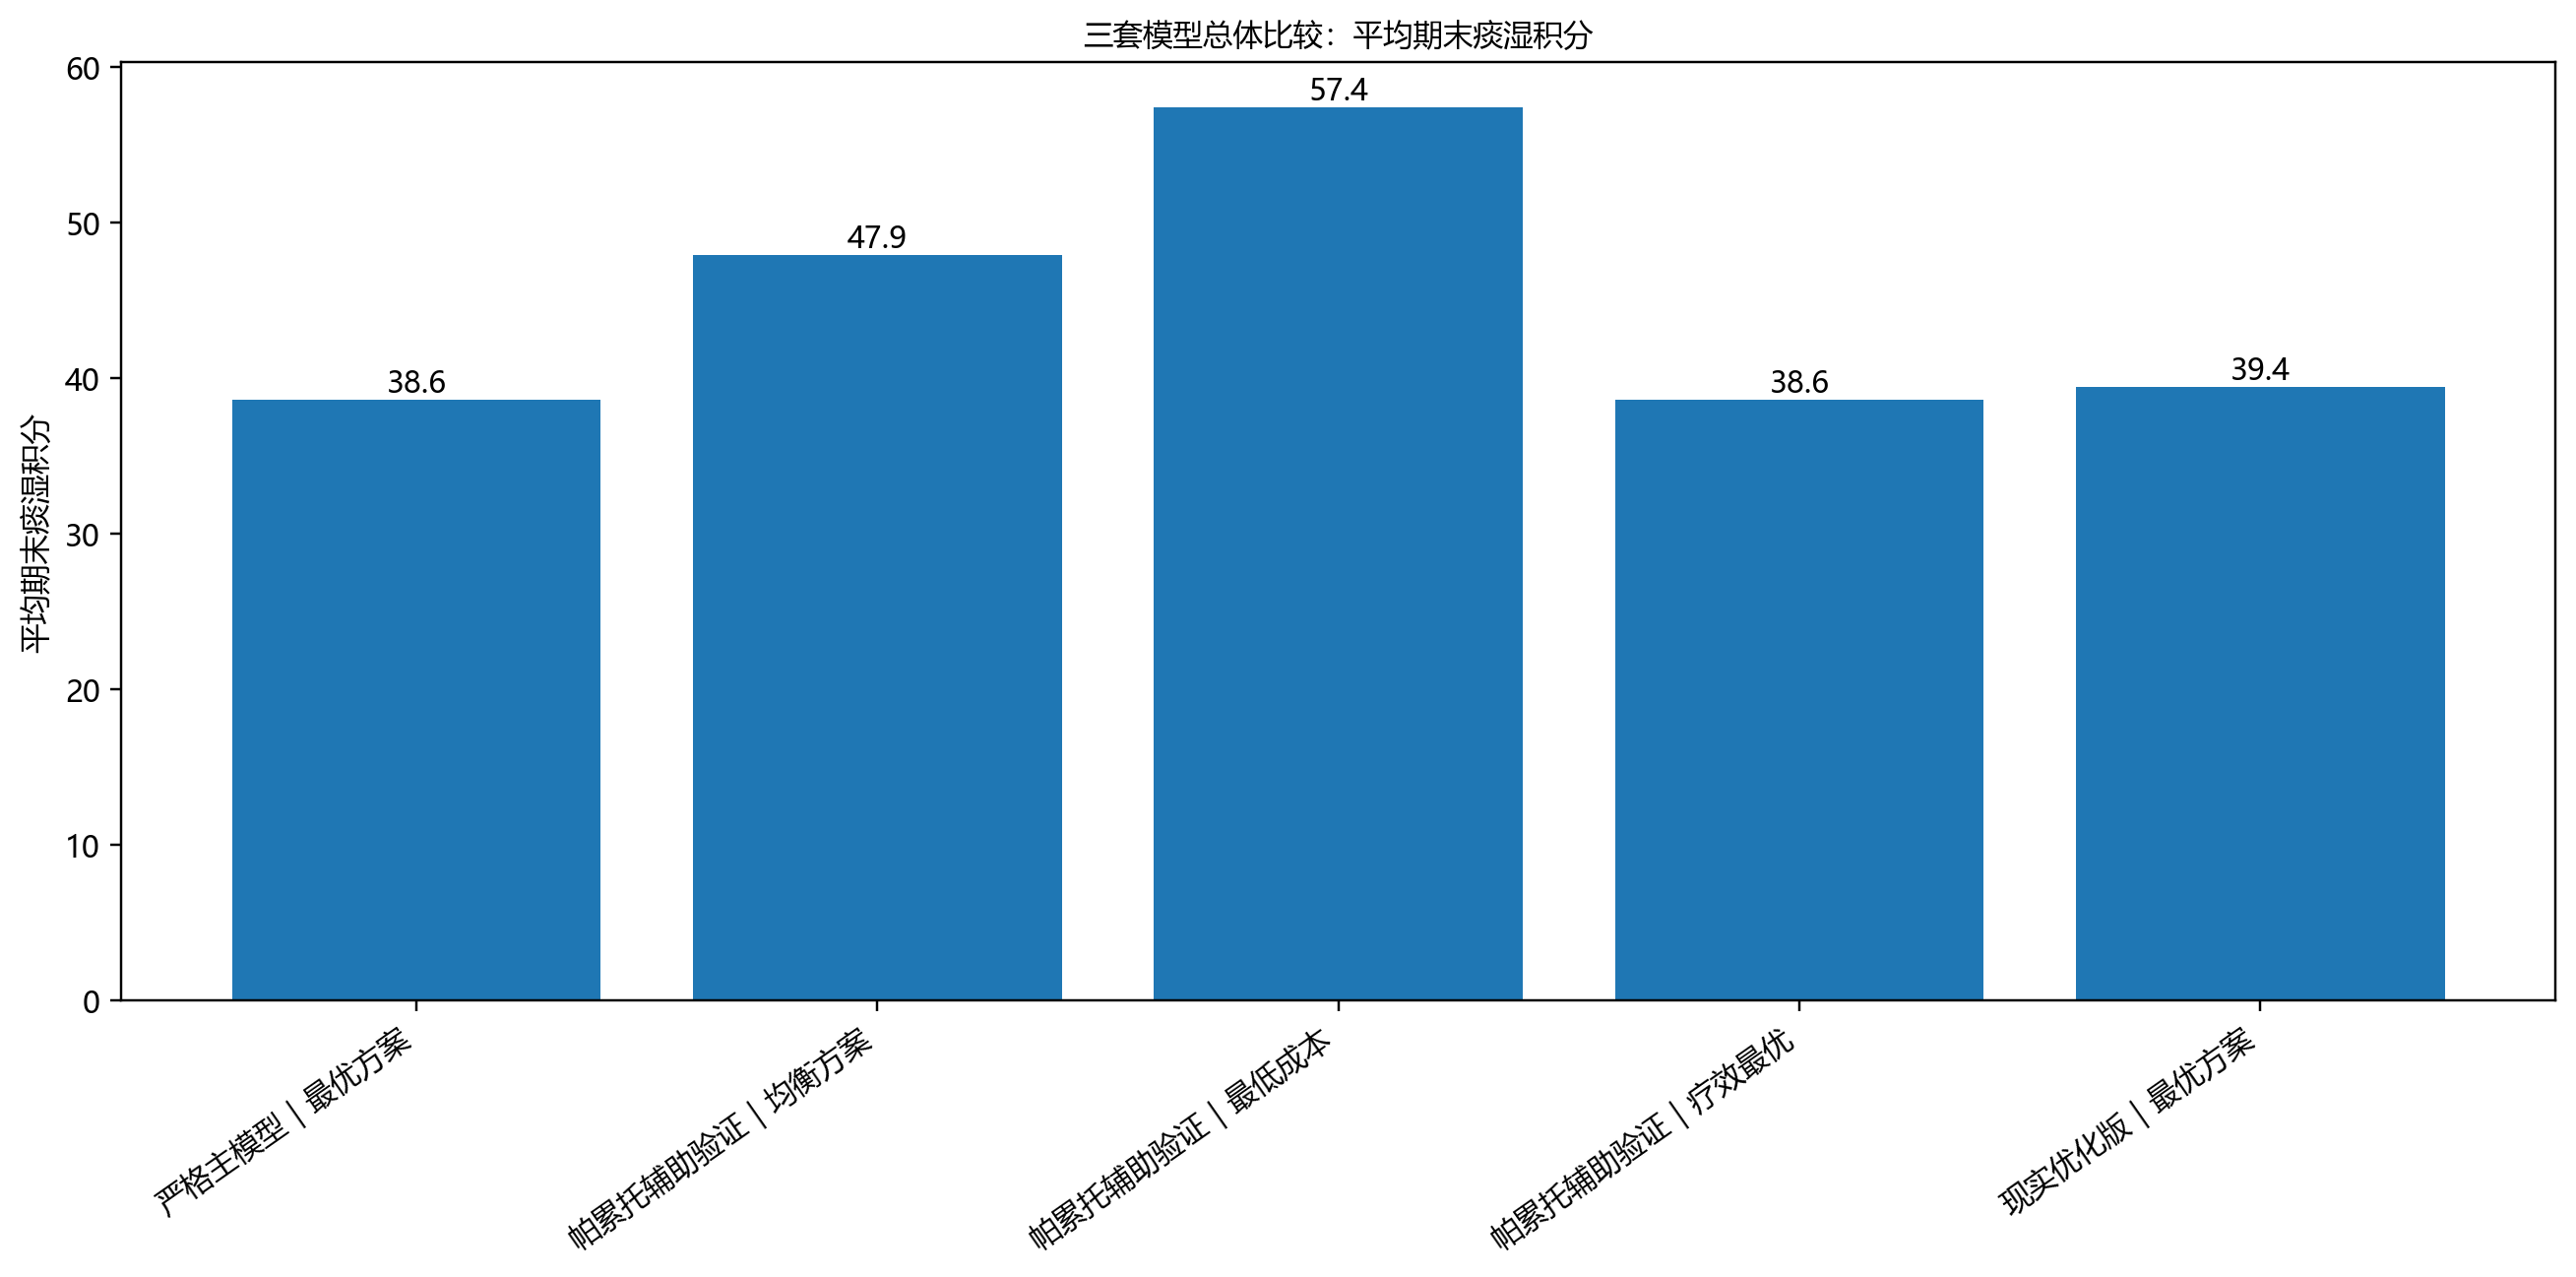 三套模型总体比较：平均期末痰湿积分
平均期末痰湿积分
60
50
40
30
20
10
0
38.6
47.9
57.4
38.6
39.4
严格主模型｜最优方案
帕累托辅助验证｜均衡方案
帕累托辅助验证｜最低成本
帕累托辅助验证｜疗效最优
现实优化版｜最优方案